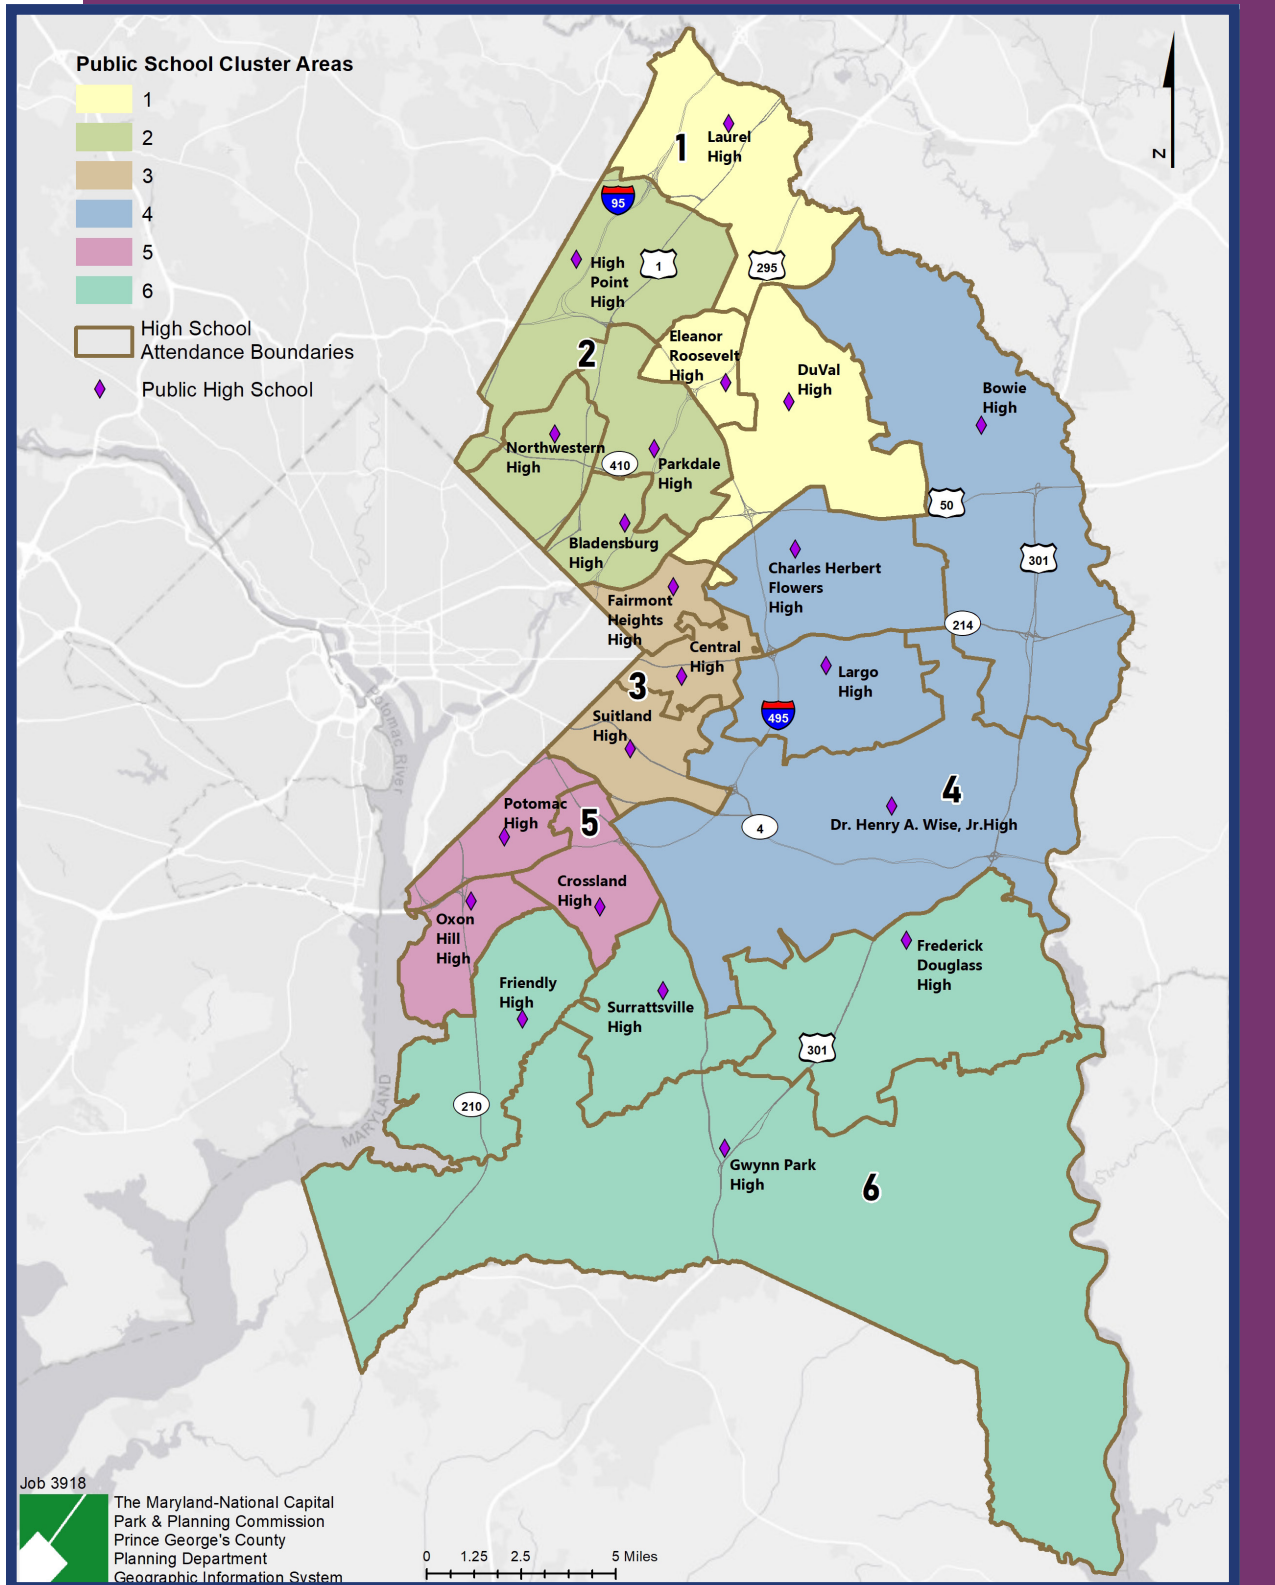 Public School Cluster Areas
1
2
3
4
5
6
High School
Attendance Boundaries
Public High School
N
1
Laurel
High
95
High
Point
High
1
295
2
Eleanor
Roosevelt
High
DuVal
High
Bowie
High
Northwestern
High
410
Parkdale
High
50
Bladensburg
High
Charles Herbert
Flowers
High
301
Fairmont
Heights
High
214
Central
High
Largo
High
3
Suitland
High
495
4
Potomac
High
5
4
Dr. Henry A. Wise, Jr.High
Crossland
High
Oxon
Hill
High
Frederick
Douglass
High
Friendly
High
Surrattsville
High
301
210
Gwynn Park
High
6
Potomac River
MARYLAND
Job 3918
The Maryland-National Capital
Park & Planning Commission
Prince George's County
Planning Department
Geographic Information System
0 1.25 2.5 5 Miles